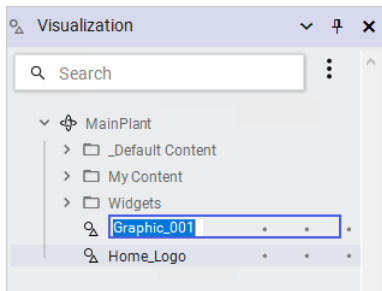 Visualization
Search
MainPlant
_Default Content
My Content
Widgets
Graphic_001
Home_Logo